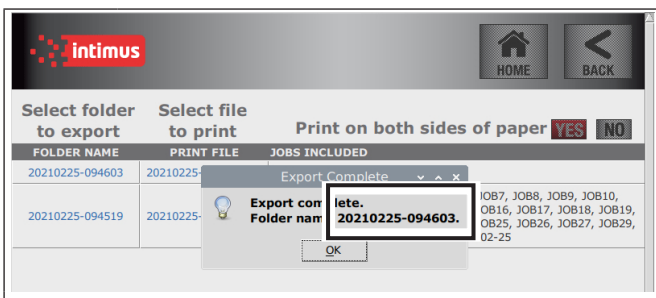 intimus
HOME
BACK
Select folder
to export
Select file
to print
Print on both sides of paper YES NO
FOLDER NAME PRINT FILE JOBS INCLUDED
20210225-094603 20210225-
Export Complete
20210225-094519 20210225-
Export complete.
Folder nam 20210225-094603.
OK
JOB7, JOB8, JOB9, JOB10,
OB16, JOB17, JOB18, JOB19,
OB25, JOB26, JOB27, JOB29,
02-25